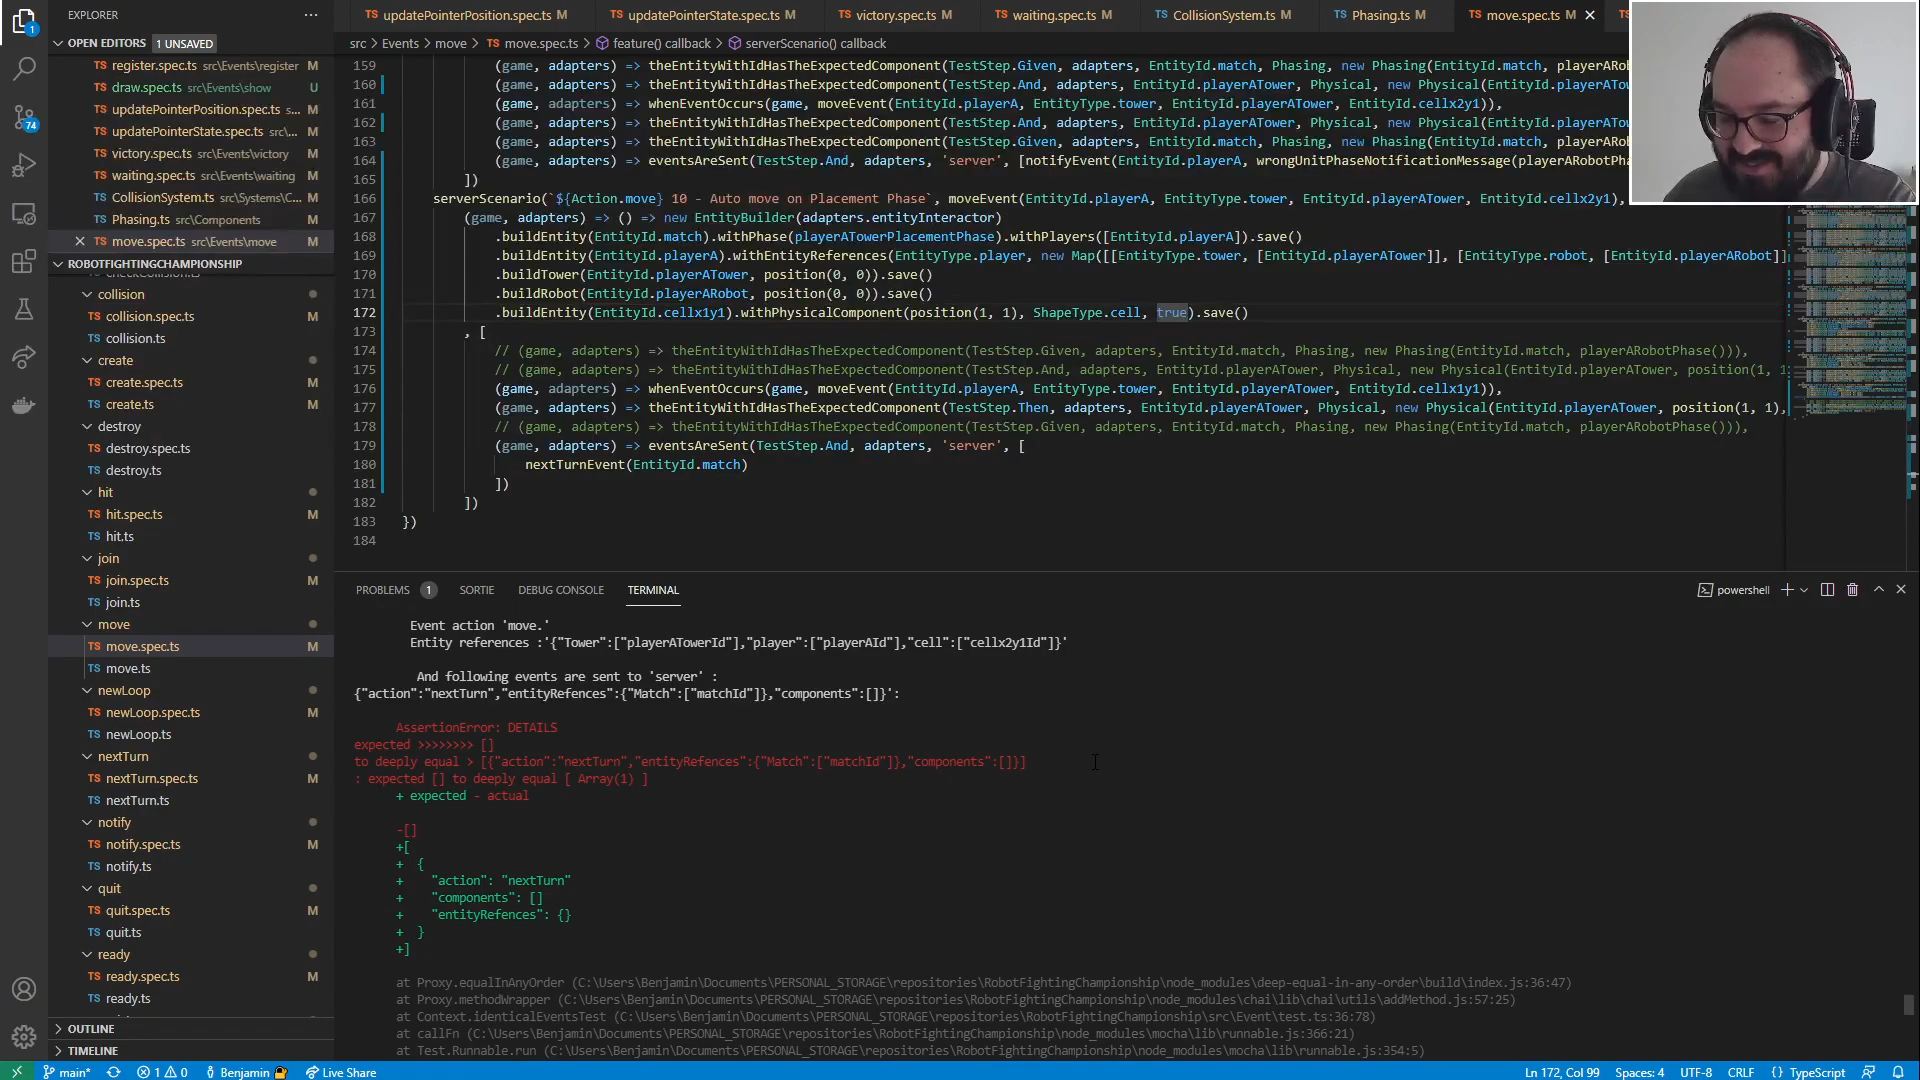 EXPLORER
OPEN EDITORS 1 UNSAVED
register.spec.ts src\Events\register M
draw.spec.ts src\Events\show U
updatePointerPosition.spec.ts s... M
updatePointerState.spec.ts src\... M
victory.spec.ts src\Events\victory M
waiting.spec.ts src\Events\waiting M
CollisionSystem.ts src\Systems\C... M
Phasing.ts src\Components M
move.spec.ts src\Events\move M
ROBOTFIGHTINGCHAMPIONSHIP
collision
collision.spec.ts M
collision.ts
create
create.spec.ts M
create.ts
destroy
destroy.spec.ts M
destroy.ts
hit
hit.spec.ts M
hit.ts
join
join.spec.ts M
join.ts
move
move.spec.ts M
move.ts
newLoop
newLoop.spec.ts M
newLoop.ts
nextTurn
nextTurn.spec.ts M
nextTurn.ts
notify
notify.spec.ts M
notify.ts
quit
quit.spec.ts M
quit.ts
ready
ready.spec.ts M
ready.ts
OUTLINE
TIMELINE
updatePointerPosition.spec.ts M updatePointerState.spec.ts M victory.spec.ts M waiting.spec.ts M CollisionSystem.ts M Phasing.ts M move.spec.ts M
src > Events > move > move.spec.ts > feature() callback > serverScenario() callback
159 (game, adapters) => theEntityWithIdHasTheExpectedComponent(TestStep.Given, adapters, EntityId.match, Phasing, new Phasing(EntityId.match, playerARob
160 (game, adapters) => theEntityWithIdHasTheExpectedComponent(TestStep.And, adapters, EntityId.playerATower, Physical, new Physical(EntityId.playerATow
161 (game, adapters) => whenEventOccurs(game, moveEvent(EntityId.playerA, EntityType.tower, EntityId.playerATower, EntityId.cellx2y1)),
162 (game, adapters) => theEntityWithIdHasTheExpectedComponent(TestStep.And, adapters, EntityId.playerATower, Physical, new Physical(EntityId.playerATow
163 (game, adapters) => theEntityWithIdHasTheExpectedComponent(TestStep.And, adapters, EntityId.match, Phasing, new Phasing(EntityId.match, playerARob
164 (game, adapters) => eventsAreSent(TestStep.And, adapters, 'server', [notifyEvent(EntityId.playerA, wrongUnitPhaseNotificationMessage(playerARobotPh
165 ])
166 serverScenario(`${Action.move} 10 - Auto move on Placement Phase`, moveEvent(EntityId.playerA, EntityType.tower, EntityId.playerATower, EntityId.cellx2y1),
167 (game, adapters) => () => new EntityBuilder(adapters.entityInteractor)
168 .buildEntity(EntityId.match).withPhase(playerATowerPlacementPhase).withPlayers([EntityId.playerA]).save()
169 .buildEntity(EntityId.playerA).withEntityReferences(EntityType.player, new Map([[EntityType.tower, [EntityId.playerATower]], [EntityType.robot, [EntityId.playerARobot]]
170 .buildTower(EntityId.playerATower, position(0, 0)).save()
171 .buildRobot(EntityId.playerARobot, position(0, 0)).save()
172 .buildEntity(EntityId.cellx1y1).withPhysicalComponent(position(1, 1), ShapeType.cell, true).save()
173 , [
174 // (game, adapters) => theEntityWithIdHasTheExpectedComponent(TestStep.Given, adapters, EntityId.match, Phasing, new Phasing(EntityId.match, playerARobotPhase())),
175 // (game, adapters) => theEntityWithIdHasTheExpectedComponent(TestStep.And, adapters, EntityId.playerATower, Physical, new Physical(EntityId.playerATower, position(1, 1
176 (game, adapters) => whenEventOccurs(game, moveEvent(EntityId.playerA, EntityType.tower, EntityId.playerATower, EntityId.cellx1y1)),
177 (game, adapters) => theEntityWithIdHasTheExpectedComponent(TestStep.Then, adapters, EntityId.playerATower, Physical, new Physical(EntityId.playerATower, position(1, 1),
178 // (game, adapters) => theEntityWithIdHasTheExpectedComponent(TestStep.Given, adapters, EntityId.match, Phasing, new Phasing(EntityId.match, playerARobotPhase())),
179 (game, adapters) => eventsAreSent(TestStep.And, adapters, 'server', [
180 nextTurnEvent(EntityId.match)
181 ])
182 ])
183 })
184
PROBLEMS 1 SORTIE DEBUG CONSOLE TERMINAL powershell
Event action 'move.'
Entity references :'{"Tower":["playerATowerId"],"player":["playerAId"],"cell":["cellx2y1Id"]}'
And following events are sent to 'server' :
{"action":"nextTurn","entityRefences":{"Match":["matchId"]},"components":[]}':
AssertionError: DETAILS
expected >>>>>>>> []
to deeply equal > [{"action":"nextTurn","entityRefences":{"Match":["matchId"]},"components":[]}]
: expected [] to deeply equal [ Array(1) ]
+ expected - actual
-[]
+[
+ {
+ "action": "nextTurn"
+ "components": []
+ "entityRefences": {}
+ }
+]
at Proxy.equalInAnyOrder (C:\Users\Benjamin\Documents\PERSONAL_STORAGE\repositories\RobotFightingChampionship\node_modules\deep-equal-in-any-order\build\index.js:36:47)
at Proxy.methodWrapper (C:\Users\Benjamin\Documents\PERSONAL_STORAGE\repositories\RobotFightingChampionship\node_modules\chai\lib\chai\utils\addMethod.js:57:25)
at Context.identicalEventsTest (C:\Users\Benjamin\Documents\PERSONAL_STORAGE\repositories\RobotFightingChampionship\src\Event\test.ts:36:78)
at callFn (C:\Users\Benjamin\Documents\PERSONAL_STORAGE\repositories\RobotFightingChampionship\node_modules\mocha\lib\runnable.js:366:21)
at Test.Runnable.run (C:\Users\Benjamin\Documents\PERSONAL_STORAGE\repositories\RobotFightingChampionship\node_modules\mocha\lib\runnable.js:354:5)
main* 1 0 Benjamin Live Share Ln 172, Col 99 Spaces: 4 UTF-8 CRLF {} TypeScript
1
74